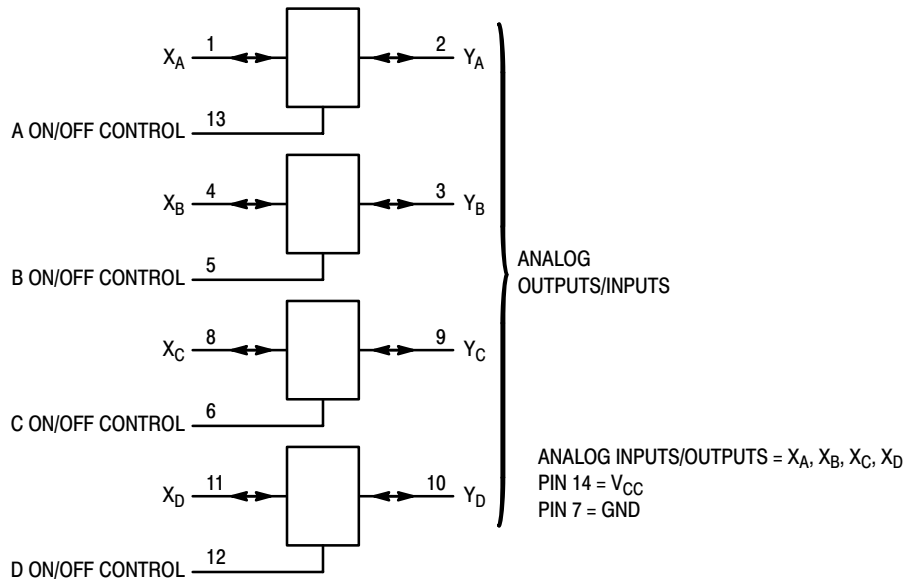 X_A 1 2 Y_A
A ON/OFF CONTROL 13
X_B 4 3 Y_B
B ON/OFF CONTROL 5
ANALOG
OUTPUTS/INPUTS
X_C 8 9 Y_C
C ON/OFF CONTROL 6
X_D 11 10 Y_D
D ON/OFF CONTROL 12
ANALOG INPUTS/OUTPUTS = X_A, X_B, X_C, X_D
PIN 14 = V_CC
PIN 7 = GND